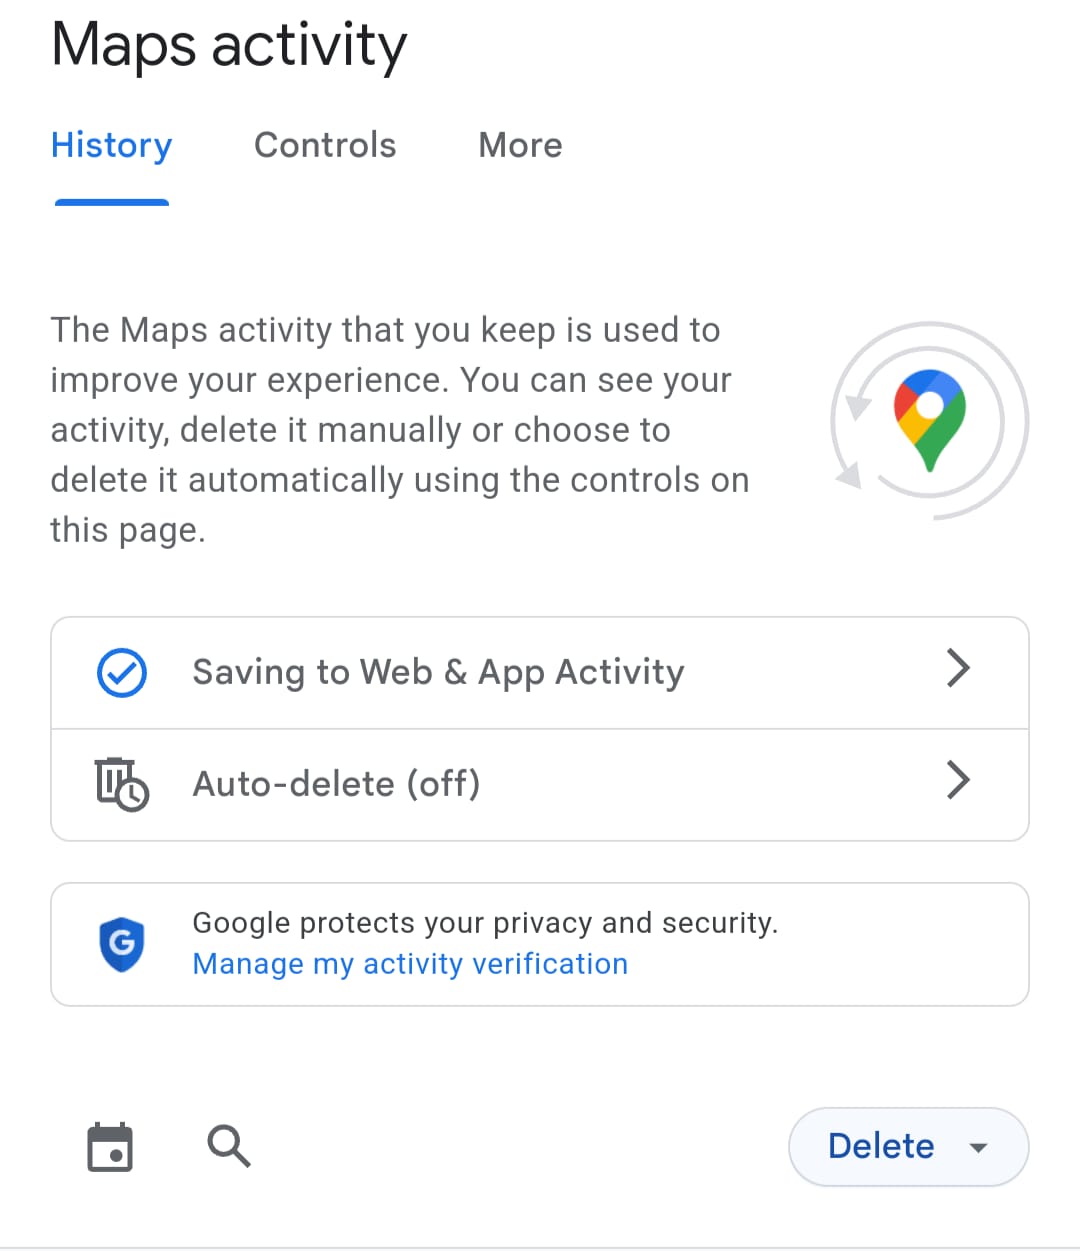 Maps activity
History Controls More
The Maps activity that you keep is used to
improve your experience. You can see your
activity, delete it manually or choose to
delete it automatically using the controls on
this page.
Saving to Web & App Activity
Auto-delete (off)
G
Google protects your privacy and security.
Manage my activity verification
Delete